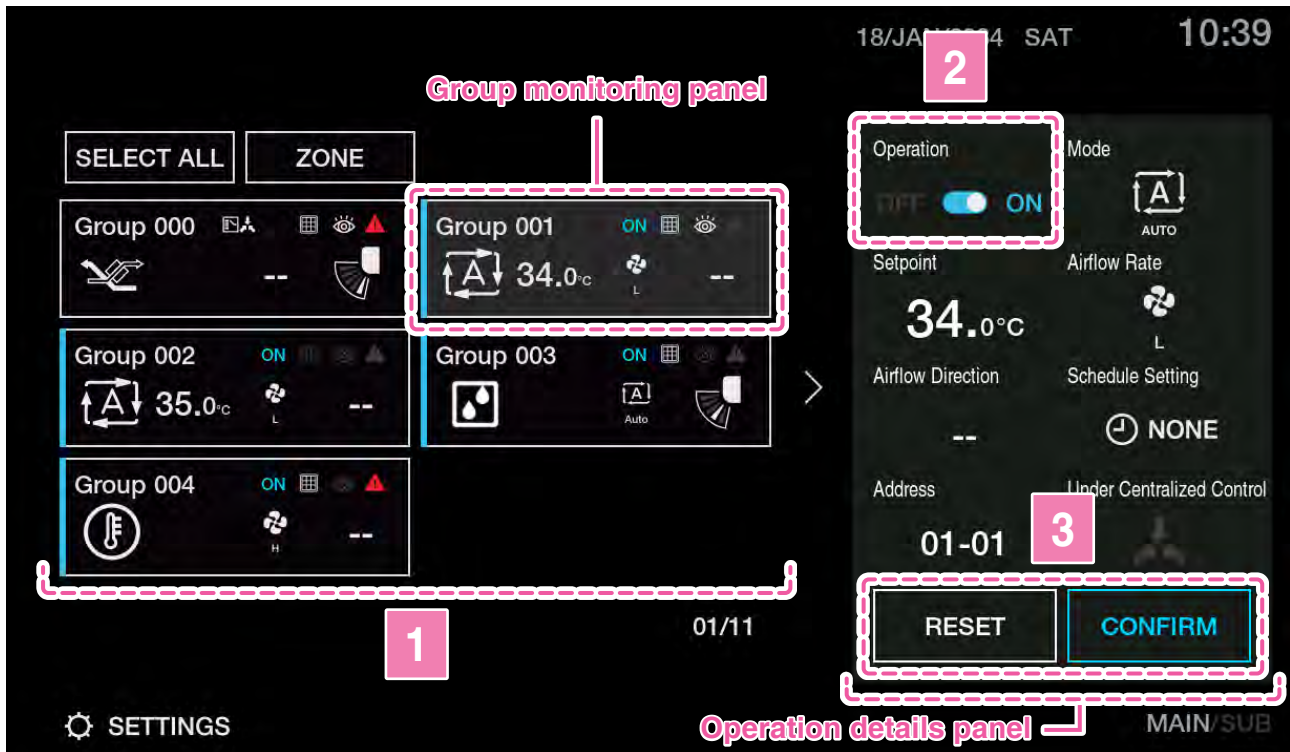 18/JAN SAT 10:39
2
Group monitoring panel
SELECT ALL ZONE
Operation Mode
OFF ON
AUTO
Group 000 --
Group 001 ON
A 34.0°C L --
Setpoint Airflow Rate
34.0°C L
Group 002 ON
A 35.0°C L --
Group 003 ON
A Auto
Airflow Direction Schedule Setting
-- NONE
Group 004 ON
H --
Address Under Centralized Control
01-01
3
RESET CONFIRM
1
01/11
SETTINGS
Operation details panel
MAIN/SUB